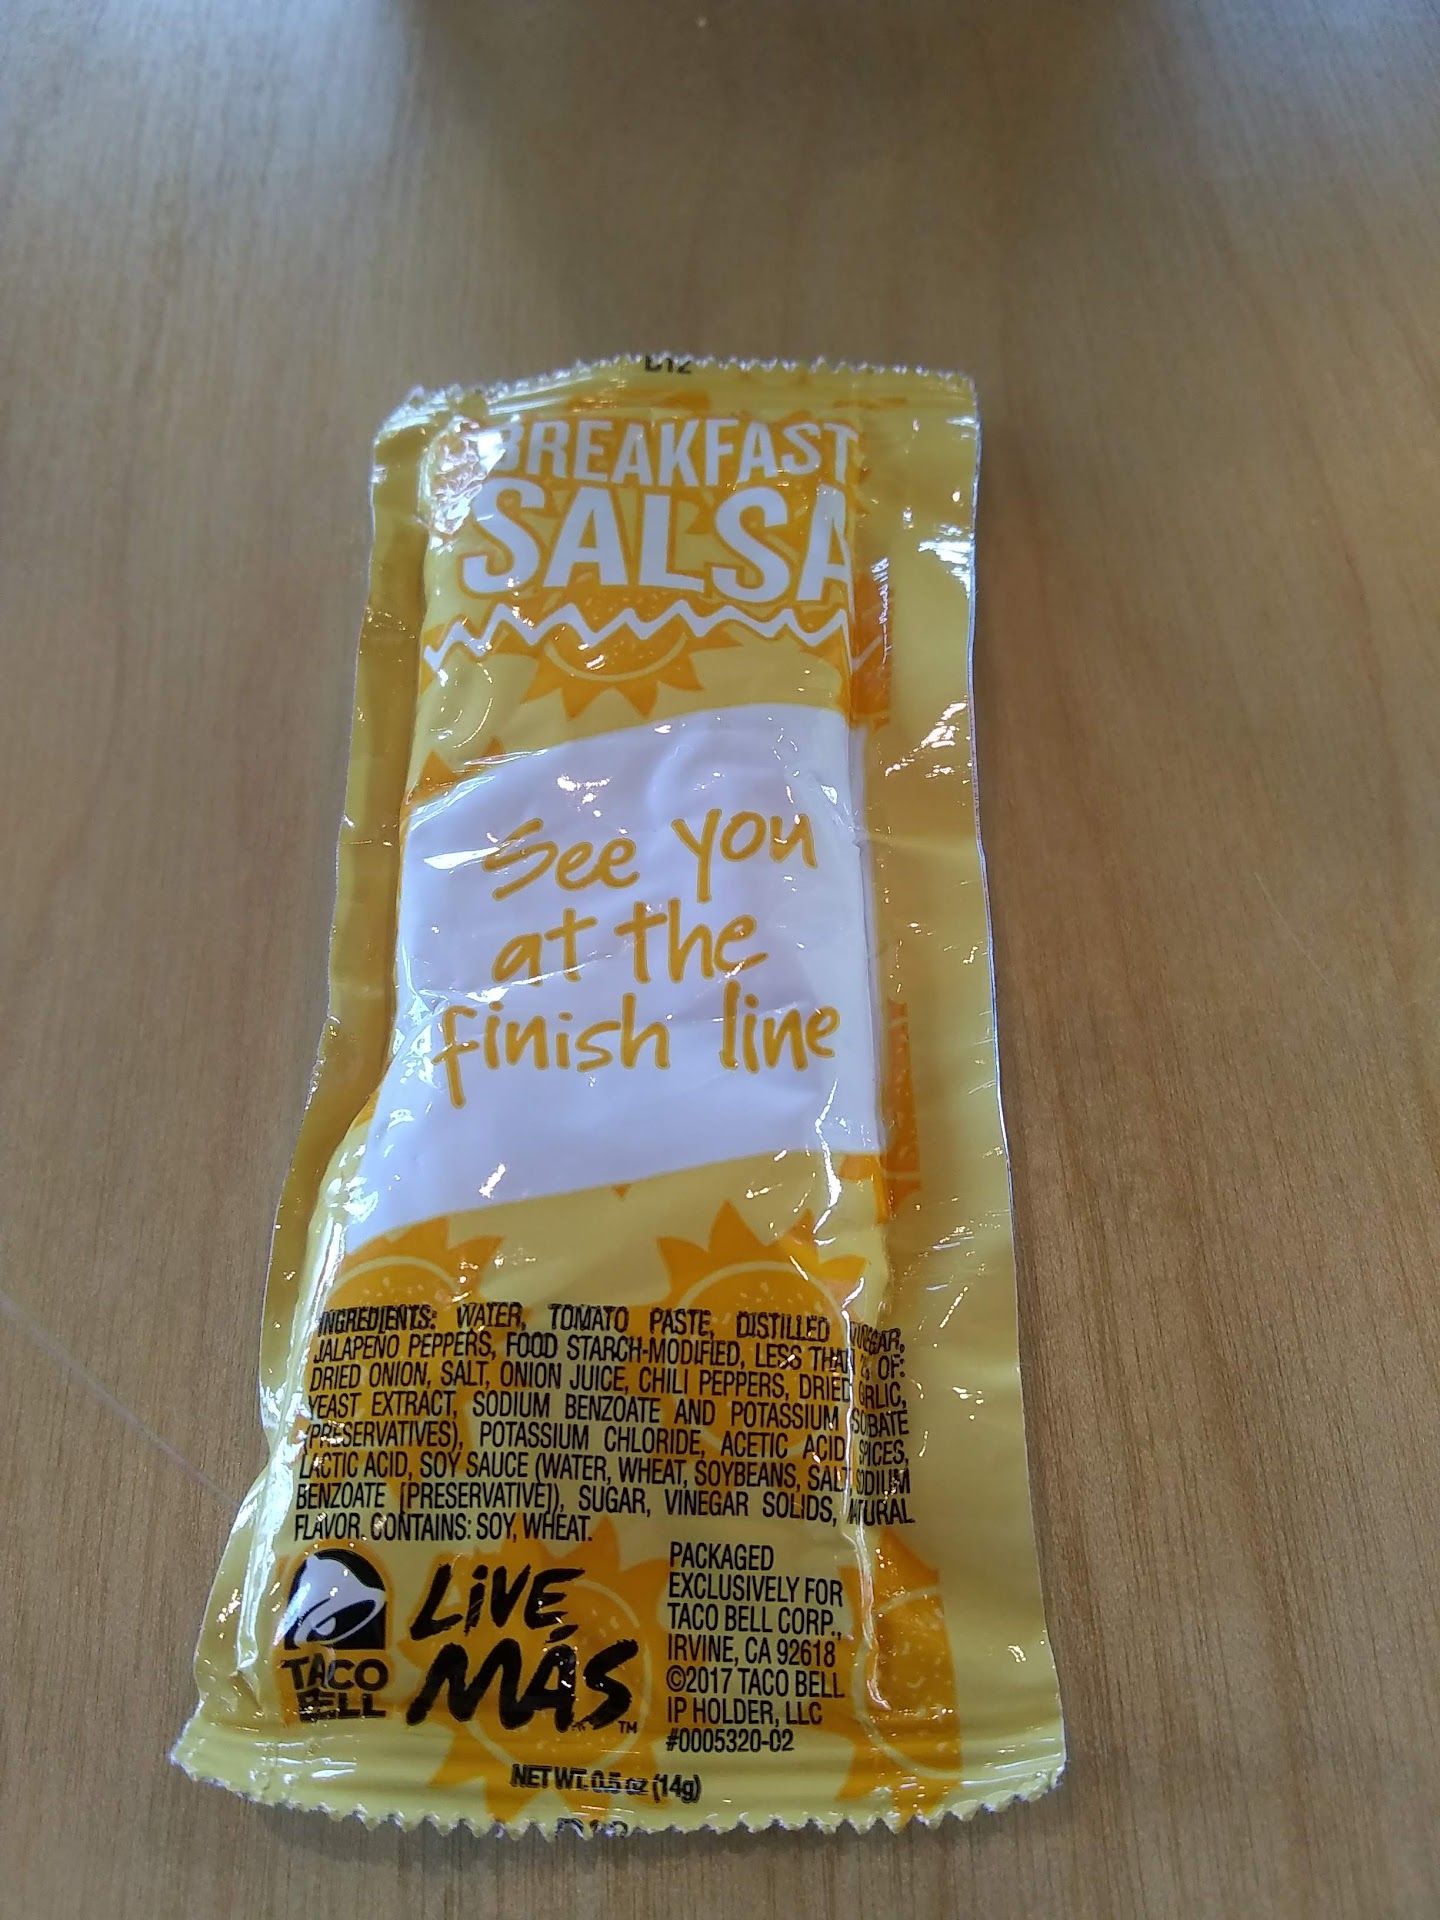 BREAKFAST
SALSA
See you
at the
finish line
INGREDIENTS: WATER, TOMATO PASTE, DISTILLED VINEGAR,
JALAPEÑO PEPPERS, FOOD STARCH-MODIFIED, LESS THAN 2% OF:
DRIED ONION, SALT, ONION JUICE, CHILI PEPPERS, DRIED GARLIC,
YEAST EXTRACT, SODIUM BENZOATE AND POTASSIUM SORBATE
(PRESERVATIVES), POTASSIUM CHLORIDE, ACETIC ACID, SPICES,
LACTIC ACID, SOY SAUCE (WATER, WHEAT, SOYBEANS, SALT, SODIUM
BENZOATE [PRESERVATIVE]), SUGAR, VINEGAR SOLIDS, NATURAL
FLAVOR. CONTAINS: SOY, WHEAT.
TACO
BELL
LiVE
MÁS™
PACKAGED
EXCLUSIVELY FOR
TACO BELL CORP.,
IRVINE, CA 92618
©2017 TACO BELL
IP HOLDER, LLC
#0005320-02
NET WT. 0.5 oz (14g)